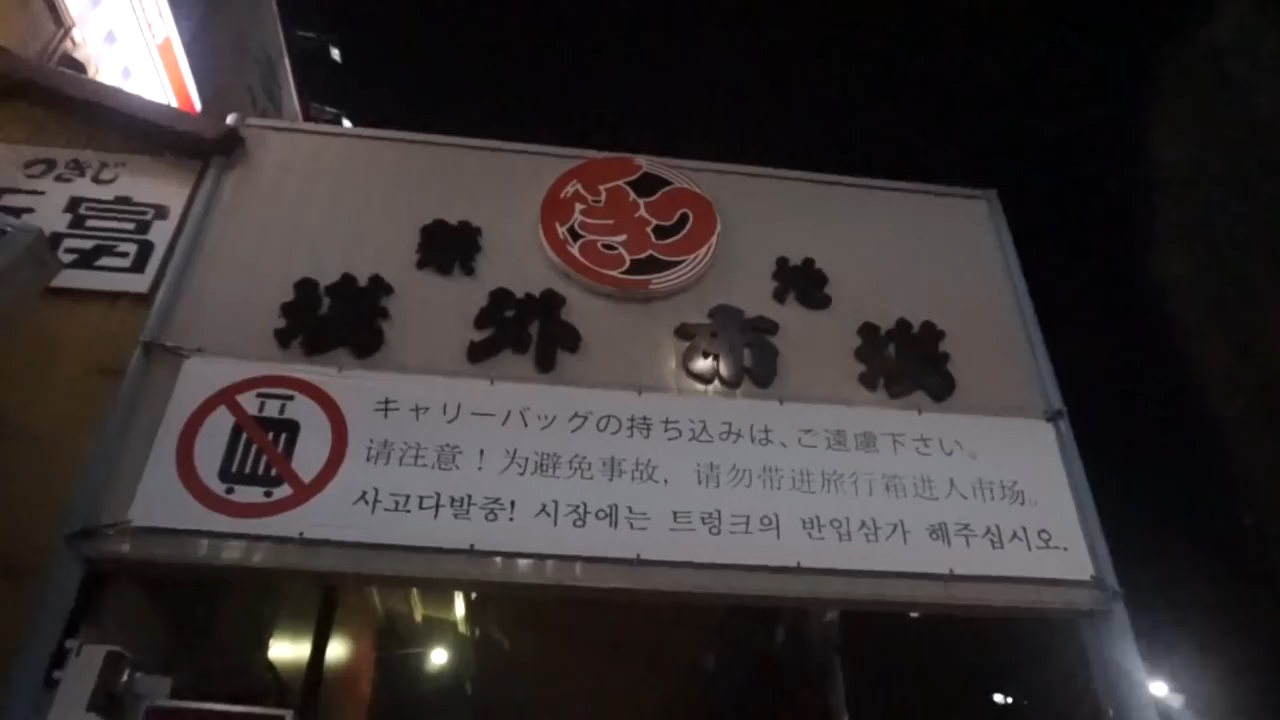 つきじ
富
築地
場外市場
キャリーバッグの持ち込みは、ご遠慮下さい。
请注意！为避免事故，请勿带进旅行箱进入市场。
사고다발중! 시장에는 트렁크의 반입삼가 해주십시오.